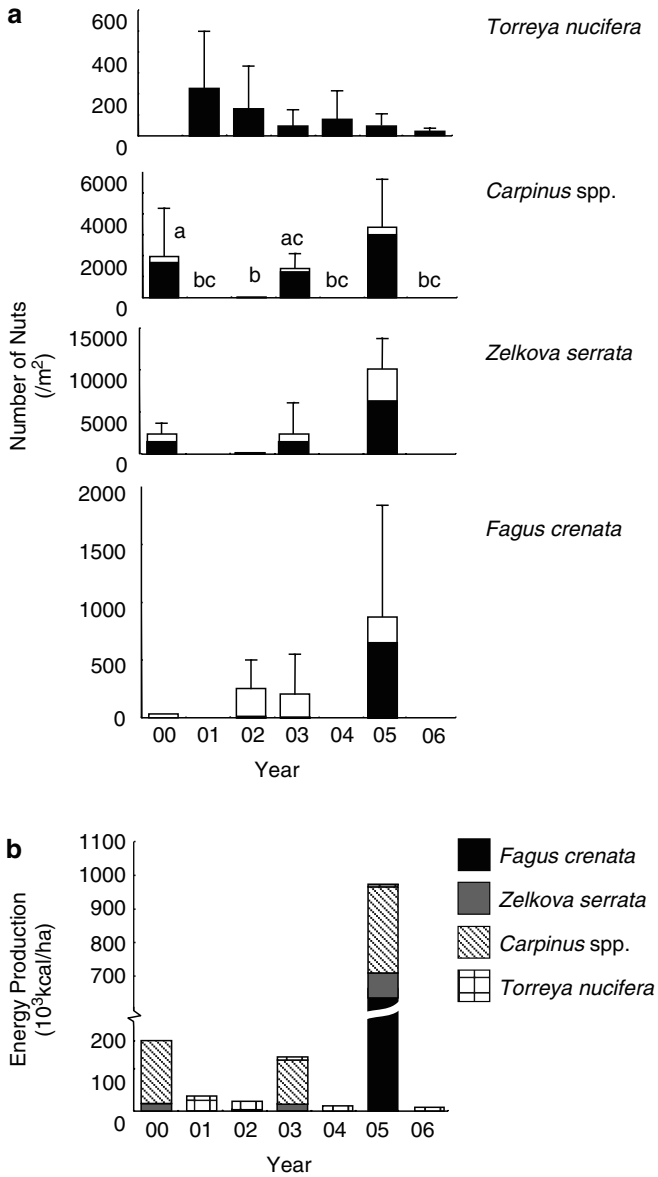 a
Torreya nucifera
600
400
200
0
Carpinus spp.
6000
4000
2000
0
a
bc
b
ac
bc
bc
Zelkova serrata
15000
10000
5000
0
Fagus crenata
2000
1500
1000
500
0
Number of Nuts
(/m²)
00 01 02 03 04 05 06
Year
b
1100
1000
900
800
700
200
100
0
Energy Production
(10³kcal/ha)
00 01 02 03 04 05 06
Year
Fagus crenata
Zelkova serrata
Carpinus spp.
Torreya nucifera